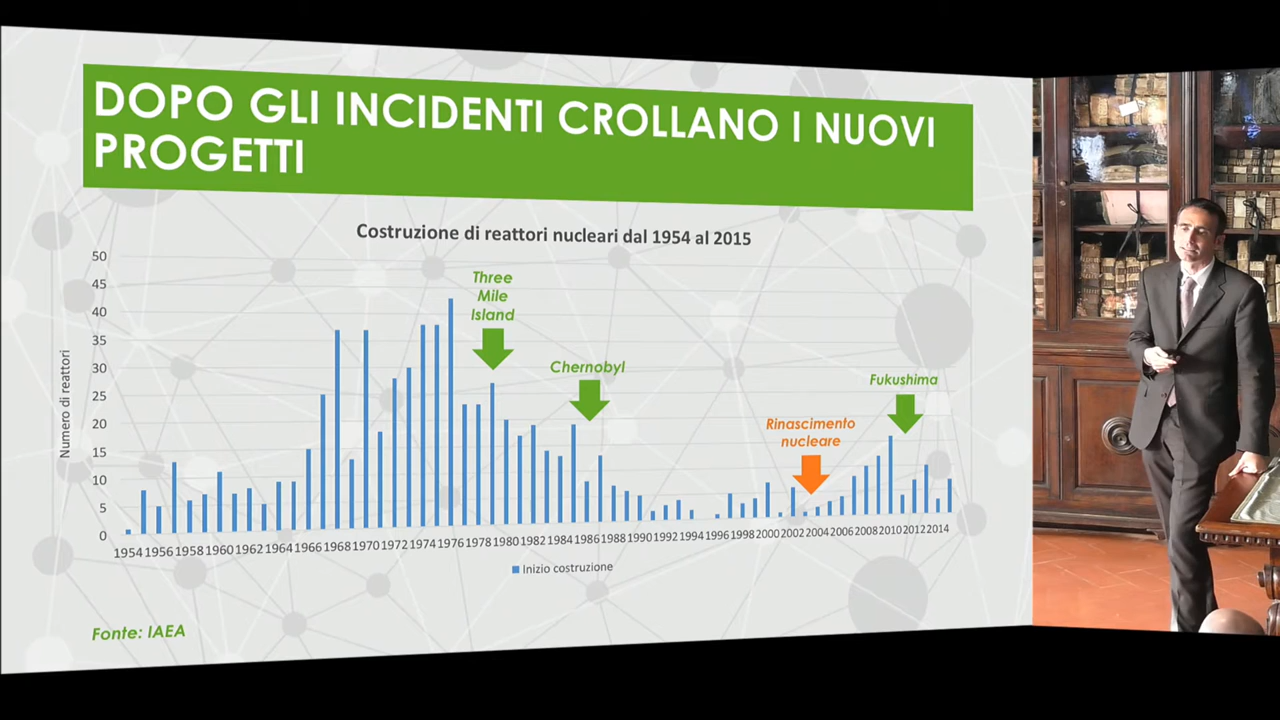 DOPO GLI INCIDENTI CROLLANO I NUOVI
PROGETTI
Costruzione di reattori nucleari dal 1954 al 2015
50
45
40
35
30
25
20
15
10
5
0
Numero di reattori
Three
Mile
Island
Chernobyl
Rinascimento
nucleare
Fukushima
1954 1956 1958 1960 1962 1964 1966 1968 1970 1972 1974 1976 1978 1980 1982 1984 1986 1988 1990 1992 1994 1996 1998 2000 2002 2004 2006 2008 2010 2012 2014
Inizio costruzione
Fonte: IAEA